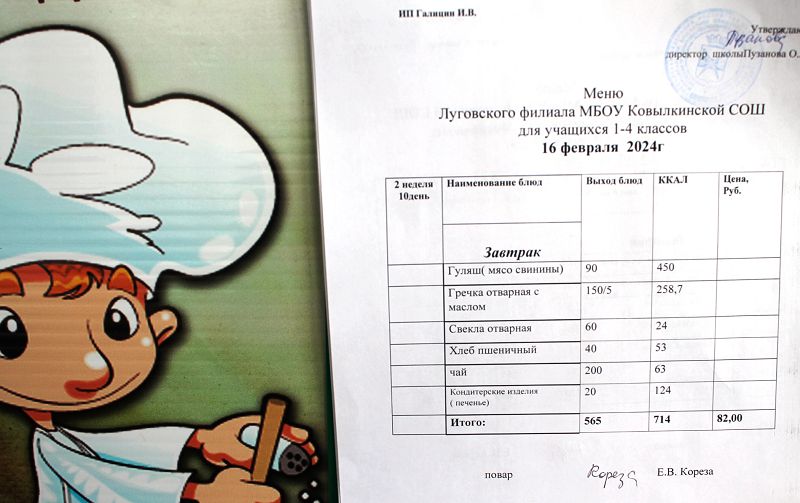 ИП Галицин И.В.
Утверждаю
директор школыПузанова О.
Меню
Луговского филиала МБОУ Ковылкинской СОШ
для учащихся 1-4 классов
16 февраля 2024г
2 неделя 10день Наименование блюд Выход блюд ККАЛ Цена, Руб.
Завтрак
Гуляш( мясо свинины) 90 450
Гречка отварная с маслом 150/5 258,7
Свекла отварная 60 24
Хлеб пшеничный 40 53
чай 200 63
Кондитерские изделия ( печенье) 20 124
Итого: 565 714 82,00
повар Кореза Е.В. Кореза